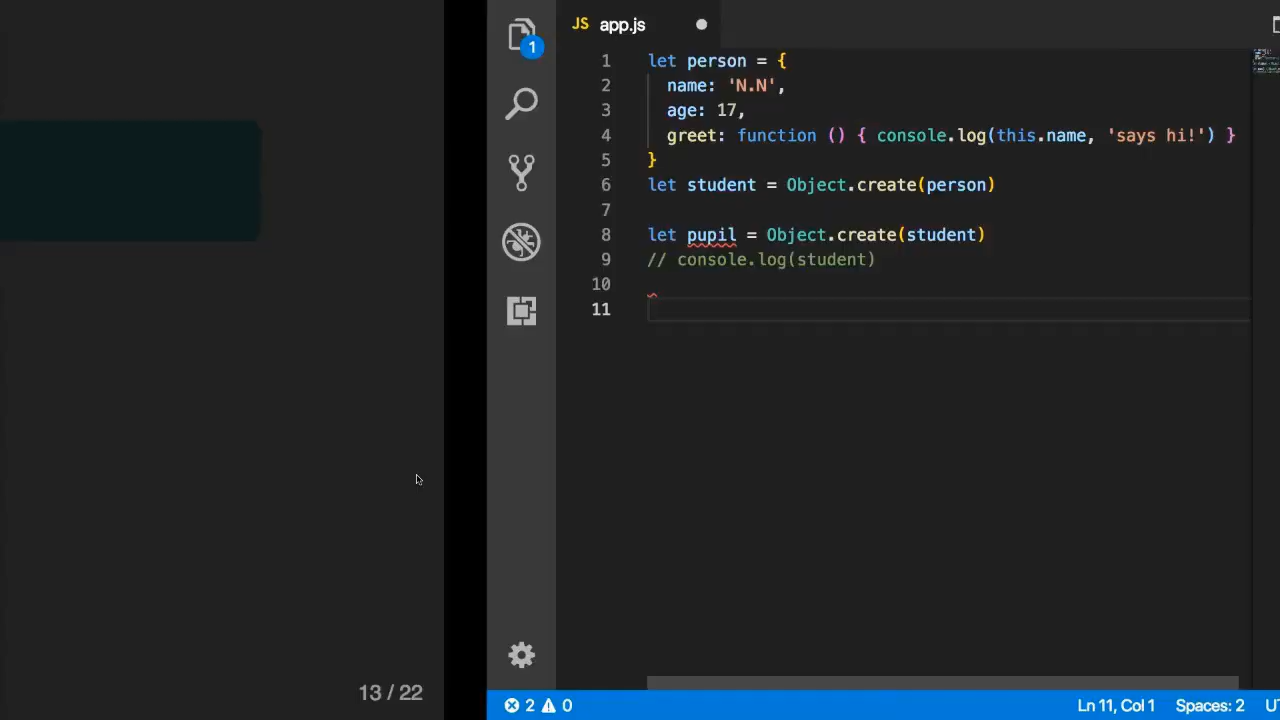 1
JS app.js
1 let person = {
2 name: 'N.N',
3 age: 17,
4 greet: function () { console.log(this.name, 'says hi!') }
5 }
6 let student = Object.create(person)
7
8 let pupil = Object.create(student)
9 // console.log(student)
10
11
13 / 22
2 0
Ln 11, Col 1 Spaces: 2